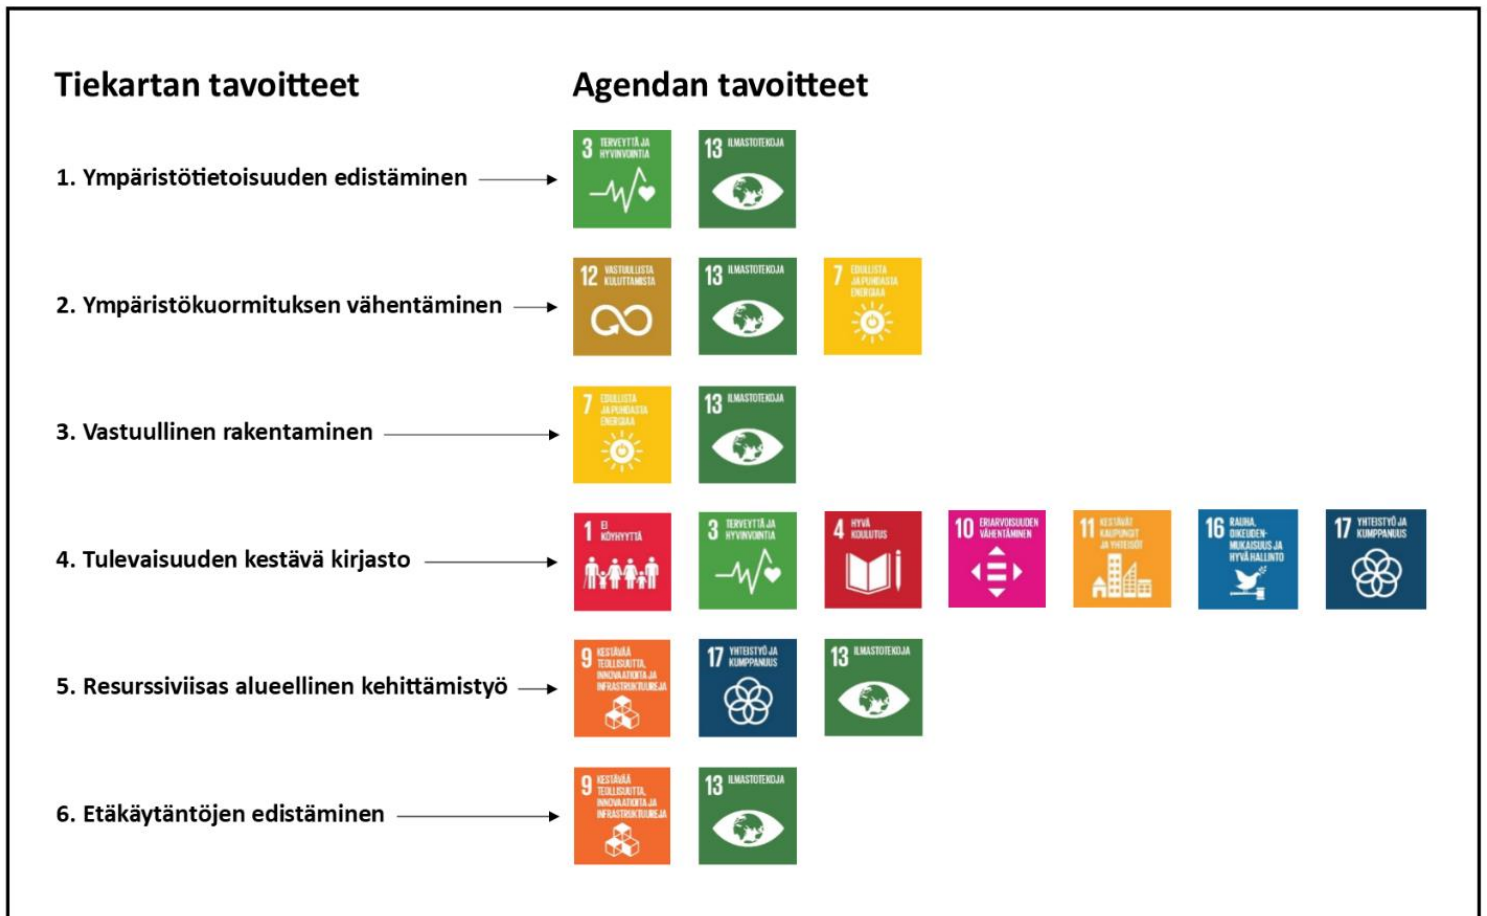 Tiekartan tavoitteet
Agendan tavoitteet
1. Ympäristötietoisuuden edistäminen
3 TERVEYTTÄ JA
HYVINVOINTIA
13 ILMASTOTEKOJA
2. Ympäristökuormituksen vähentäminen
12 VASTUULLISTA
KULUTTAMISTA
13 ILMASTOTEKOJA
7 EDULLISTA
JA PUHDASTA
ENERGIAA
3. Vastuullinen rakentaminen
7 EDULLISTA
JA PUHDASTA
ENERGIAA
13 ILMASTOTEKOJA
4. Tulevaisuuden kestävä kirjasto
1 EI
KÖYHYYTTÄ
3 TERVEYTTÄ JA
HYVINVOINTIA
4 HYVÄ
KOULUTUS
10 ERIARVOISUUDEN
VÄHENTÄMINEN
11 KESTÄVÄT
KAUPUNGIT
JA YHTEISÖT
16 RAUHA,
OIKEUDEN-
MUKAISUUS JA
HYVÄ HALLINTO
17 YHTEISTYÖ JA
KUMPPANUUS
5. Resurssiviisas alueellinen kehittämistyö
9 KESTÄVÄÄ
TEOLLISUUTTA,
INNOVAATIOITA JA
INFRASTRUKTUUREJA
17 YHTEISTYÖ JA
KUMPPANUUS
13 ILMASTOTEKOJA
6. Etäkäytäntöjen edistäminen
9 KESTÄVÄÄ
TEOLLISUUTTA,
INNOVAATIOITA JA
INFRASTRUKTUUREJA
13 ILMASTOTEKOJA